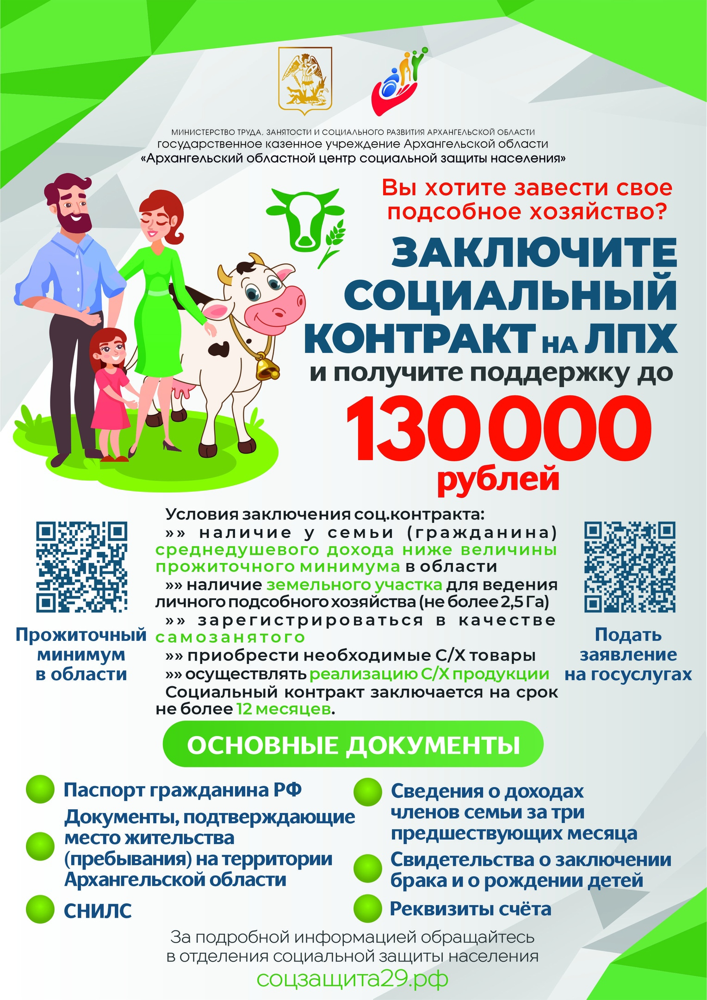 МИНИСТЕРСТВО ТРУДА, ЗАНЯТОСТИ И СОЦИАЛЬНОГО РАЗВИТИЯ АРХАНГЕЛЬСКОЙ ОБЛАСТИ
государственное казенное учреждение Архангельской области
«Архангельский областной центр социальной защиты населения»
Вы хотите завести свое
подсобное хозяйство?
ЗАКЛЮЧИТЕ
СОЦИАЛЬНЫЙ
КОНТРАКТ НА ЛПХ
и получите поддержку до
130 000
рублей
Условия заключения соц.контракта:
»» наличие у семьи (гражданина)
среднедушевого дохода ниже величины
прожиточного минимума в области
»» наличие земельного участка для ведения
личного подсобного хозяйства (не более 2,5 Га)
»» зарегистрироваться в качестве
самозанятого
»» приобрести необходимые С/Х товары
»» осуществлять реализацию С/Х продукции
Социальный контракт заключается на срок
не более 12 месяцев.
Прожиточный
минимум
в области
Подать
заявление
на госуслугах
ОСНОВНЫЕ ДОКУМЕНТЫ
Паспорт гражданина РФ
Документы, подтверждающие
место жительства
(пребывания) на территории
Архангельской области
СНИЛС
Сведения о доходах
членов семьи за три
предшествующих месяца
Свидетельства о заключении
брака и о рождении детей
Реквизиты счёта
За подробной информацией обращайтесь
в отделения социальной защиты населения
соцзащита29.рф